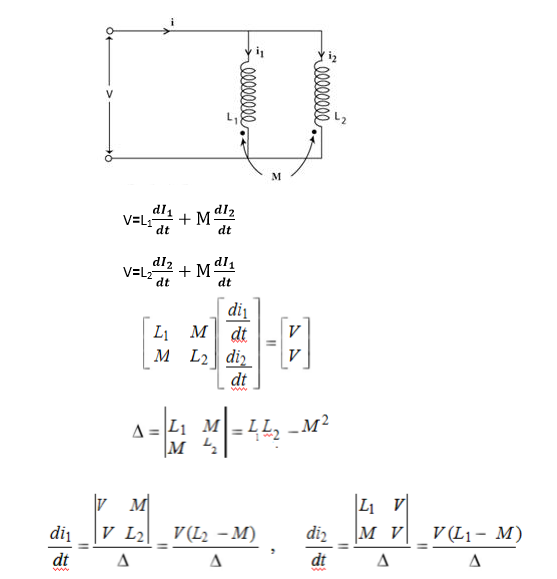 i
i₁ i₂
V
L₁ L₂
M
V=L₁ dI₁/dt + M dI₂/dt
V=L₂ dI₂/dt + M dI₁/dt
[L₁ M; M L₂] [di₁/dt; di₂/dt] = [V; V]
Δ = |L₁ M; M L₂| = L₁L₂ − M²
di₁/dt = |V M; V L₂| / Δ = V(L₂ − M) / Δ , di₂/dt = |L₁ V; M V| / Δ = V(L₁ − M) / Δ